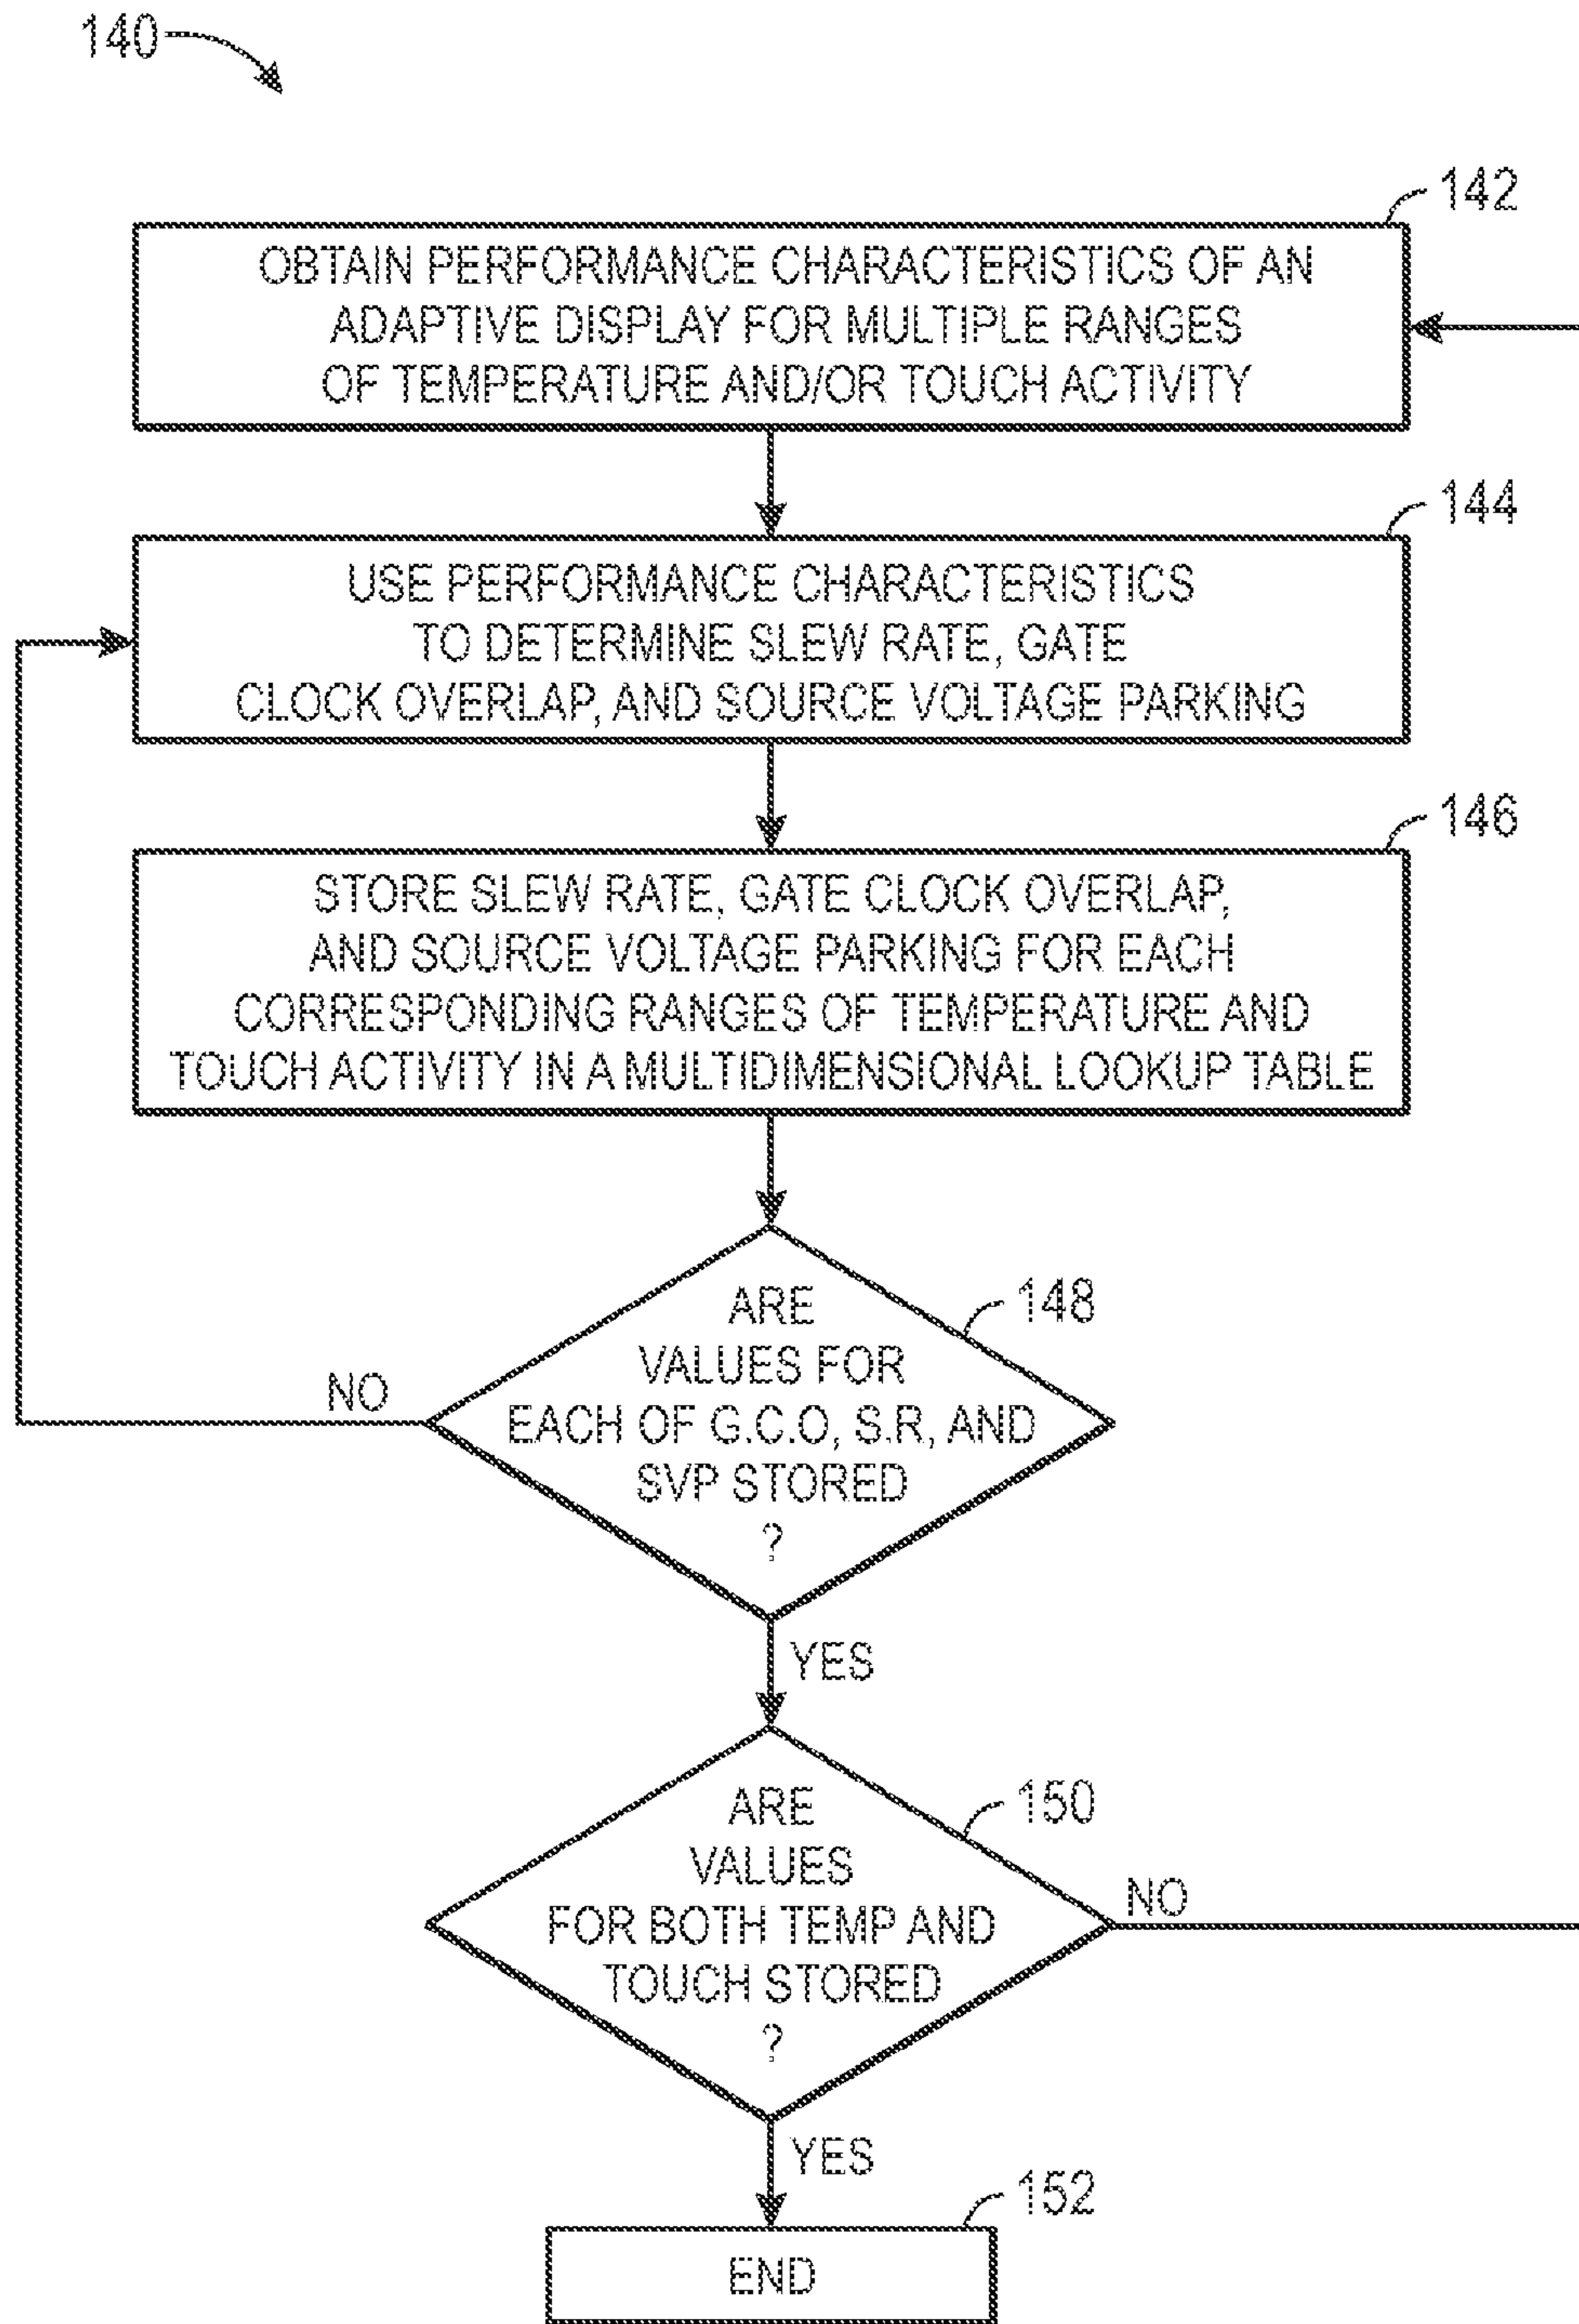 140
142
OBTAIN PERFORMANCE CHARACTERISTICS OF AN
ADAPTIVE DISPLAY FOR MULTIPLE RANGES
OF TEMPERATURE AND/OR TOUCH ACTIVITY
144
USE PERFORMANCE CHARACTERISTICS
TO DETERMINE SLEW RATE, GATE
CLOCK OVERLAP, AND SOURCE VOLTAGE PARKING
146
STORE SLEW RATE, GATE CLOCK OVERLAP,
AND SOURCE VOLTAGE PARKING FOR EACH
CORRESPONDING RANGES OF TEMPERATURE AND
TOUCH ACTIVITY IN A MULTIDIMENSIONAL LOOKUP TABLE
148
ARE
VALUES FOR
EACH OF G.C.O, S.R, AND
SVP STORED
?
NO
YES
150
ARE
VALUES
FOR BOTH TEMP AND
TOUCH STORED
?
NO
YES
152
END